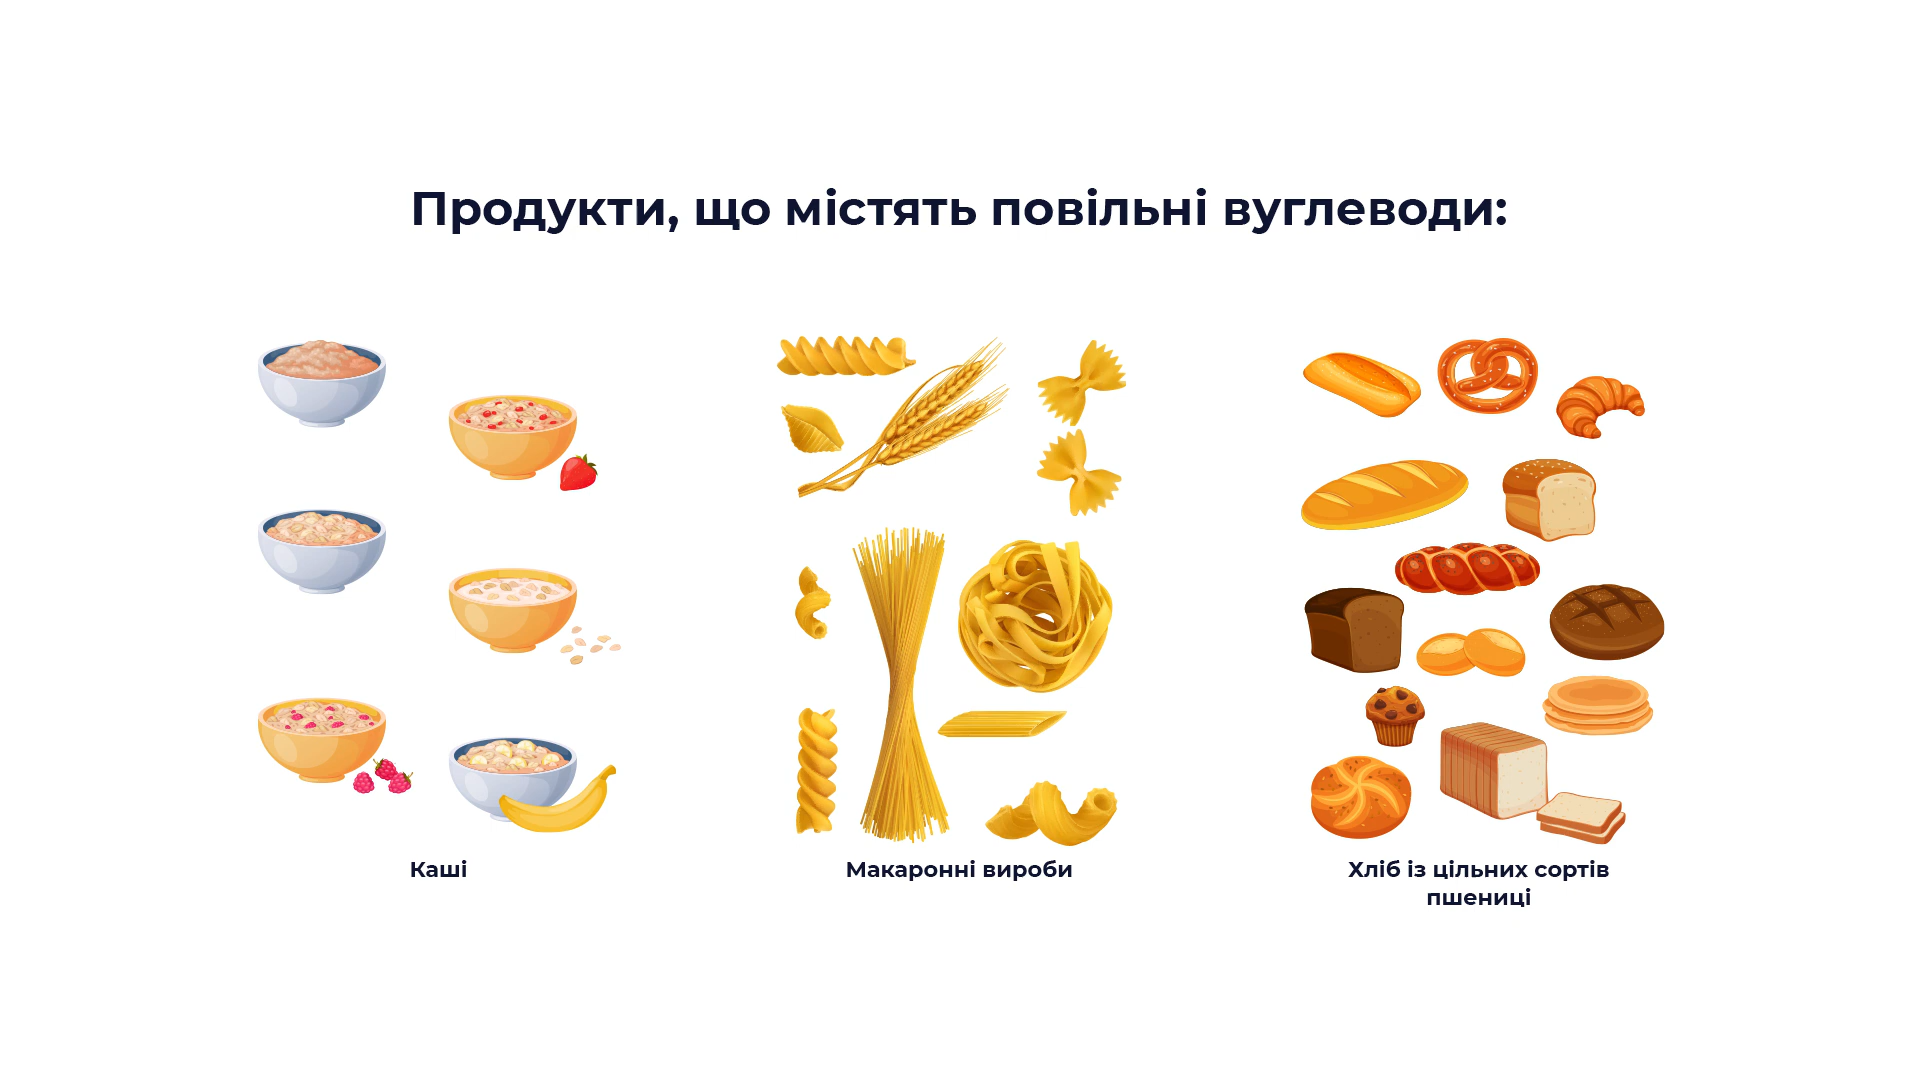 Продукти, що містять повільні вуглеводи:
Каші
Макаронні вироби
Хліб із цільних сортів
пшениці